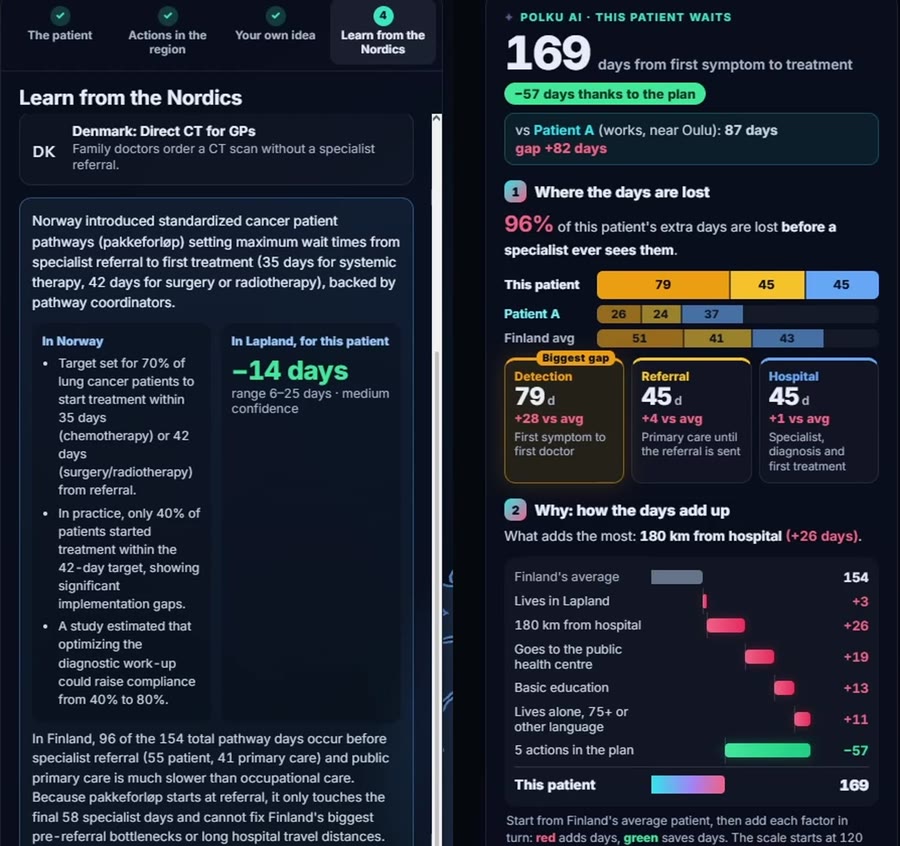 The patient
Actions in the
region
Your own idea
4
Learn from the
Nordics
Learn from the Nordics
DK
Denmark: Direct CT for GPs
Family doctors order a CT scan without a specialist
referral.
Norway introduced standardized cancer patient
pathways (pakkeforløp) setting maximum wait times from
specialist referral to first treatment (35 days for systemic
therapy, 42 days for surgery or radiotherapy), backed by
pathway coordinators.
In Norway
• Target set for 70% of
lung cancer patients to
start treatment within
35 days
(chemotherapy) or 42
days
(surgery/radiotherapy)
from referral.
• In practice, only 40% of
patients started
treatment within the
42-day target, showing
significant
implementation gaps.
• A study estimated that
optimizing the
diagnostic work-up
could raise compliance
from 40% to 80%.
In Lapland, for this patient
−14 days
range 6–25 days · medium
confidence
In Finland, 96 of the 154 total pathway days occur before
specialist referral (55 patient, 41 primary care) and public
primary care is much slower than occupational care.
Because pakkeforløp starts at referral, it only touches the
final 58 specialist days and cannot fix Finland's biggest
pre-referral bottlenecks or long hospital travel distances.
POLKU AI · THIS PATIENT WAITS
169 days from first symptom to treatment
−57 days thanks to the plan
vs Patient A (works, near Oulu): 87 days
gap +82 days
1 Where the days are lost
96% of this patient's extra days are lost before a
specialist ever sees them.
This patient 79 45 45
Patient A 26 24 37
Finland avg 51 41 43
Biggest gap
Detection
79 d
+28 vs avg
First symptom to
first doctor
Referral
45 d
+4 vs avg
Primary care until
the referral is sent
Hospital
45 d
+1 vs avg
Specialist,
diagnosis and
first treatment
2 Why: how the days add up
What adds the most: 180 km from hospital (+26 days).
Finland's average 154
Lives in Lapland +3
180 km from hospital +26
Goes to the public
health centre +19
Basic education +13
Lives alone, 75+ or
other language +11
5 actions in the plan −57
This patient 169
Start from Finland's average patient, then add each factor in
turn: red adds days, green saves days. The scale starts at 120